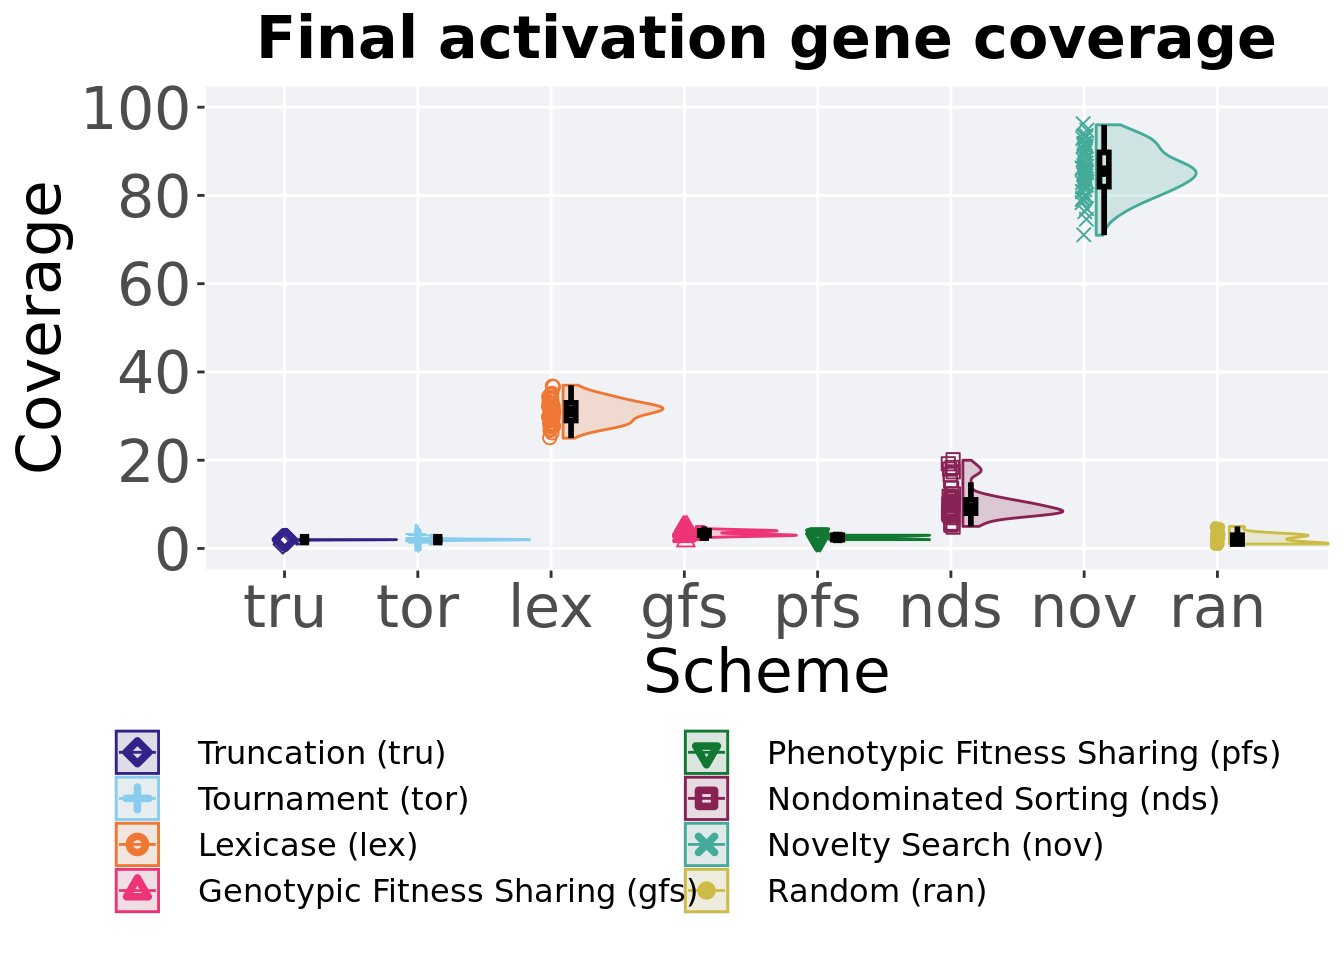 Final activation gene coverage
Coverage
100
80
60
40
20
0
tru tor lex gfs pfs nds nov ran
Scheme
Truncation (tru)
Tournament (tor)
Lexicase (lex)
Genotypic Fitness Sharing (gfs)
Phenotypic Fitness Sharing (pfs)
Nondominated Sorting (nds)
Novelty Search (nov)
Random (ran)